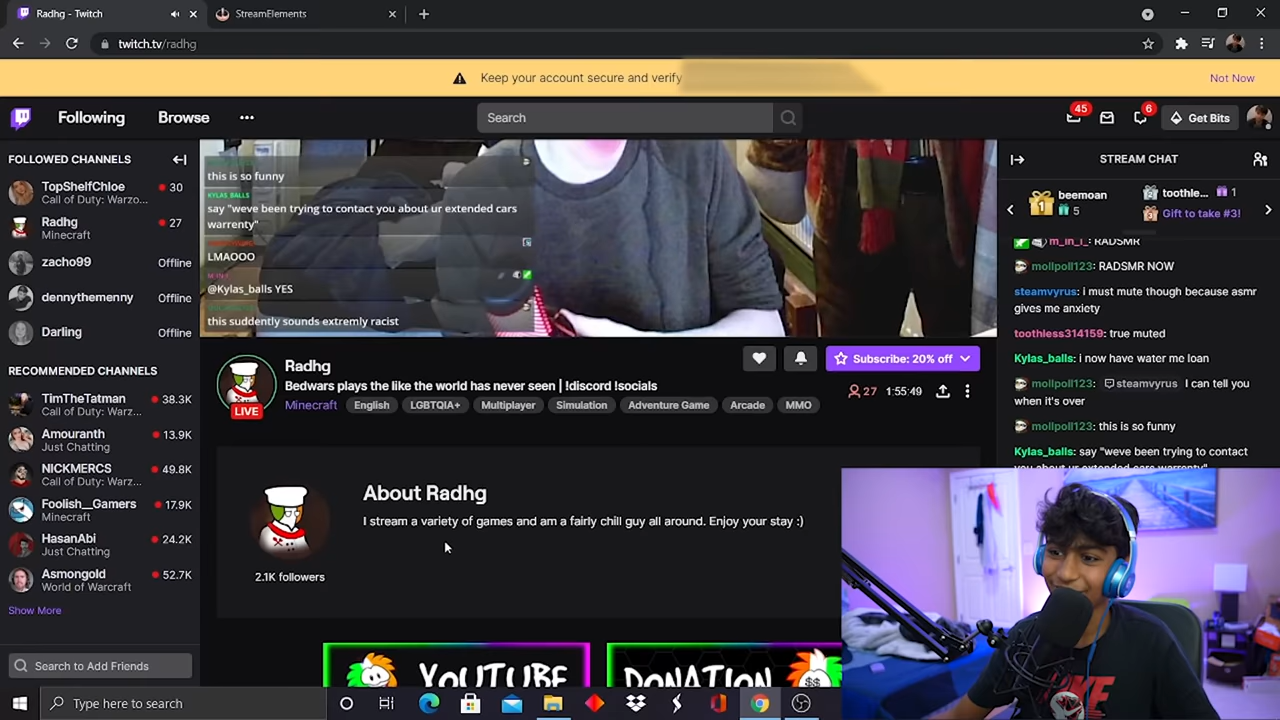 Radhg - Twitch
StreamElements
twitch.tv/radhg
Keep your account secure and verify
Not Now
Following
Browse
Search
45
6
Get Bits
FOLLOWED CHANNELS
TopShelfChloe
30
Call of Duty: Warzo...
Radhg
27
Minecraft
zacho99
Offline
dennythemenny
Offline
Darling
Offline
RECOMMENDED CHANNELS
TimTheTatman
38.3K
Call of Duty: Warz...
Amouranth
13.9K
Just Chatting
NICKMERCS
49.8K
Call of Duty: Warz...
Foolish__Gamers
17.9K
Minecraft
HasanAbi
24.2K
Just Chatting
Asmongold
52.7K
World of Warcraft
Show More
Search to Add Friends
this is so funny
KYLAS_BALLS
say "weve been trying to contact you about ur extended cars
warrenty"
LMAOOO
@Kylas_balls YES
this suddenly sounds extremly racist
Radhg
Bedwars plays the like the world has never seen | !discord !socials
Minecraft
English
LGBTQIA+
Multiplayer
Simulation
Adventure Game
Arcade
MMO
LIVE
Subscribe: 20% off
27
1:55:49
About Radhg
I stream a variety of games and am a fairly chill guy all around. Enjoy your stay :)
2.1K followers
YOUTUBE
DONATION
$$
STREAM CHAT
1
beemoan
5
2
toothle...
1
3
Gift to take #3!
m_in_i_: RADSMR
mollpoll123: RADSMR NOW
steamvyrus: i must mute though because asmr
gives me anxiety
toothless314159: true muted
Kylas_balls: i now have water me loan
mollpoll123: steamvyrus I can tell you
when it's over
mollpoll123: this is so funny
Kylas_balls: say "weve been trying to contact
you about ur extended cars warrenty"
Type here to search